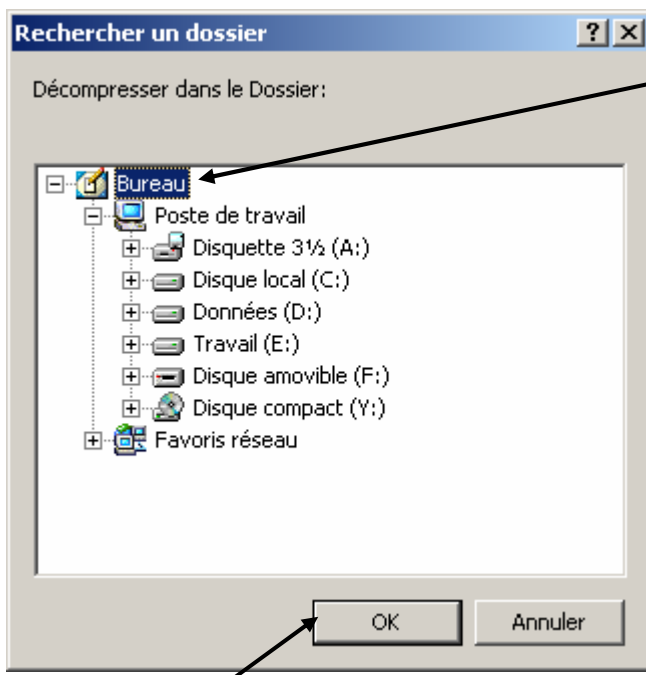 Rechercher un dossier
Décompresser dans le Dossier:
Bureau
Poste de travail
Disquette 3½ (A:)
Disque local (C:)
Données (D:)
Travail (E:)
Disque amovible (F:)
Disque compact (Y:)
Favoris réseau
OK Annuler